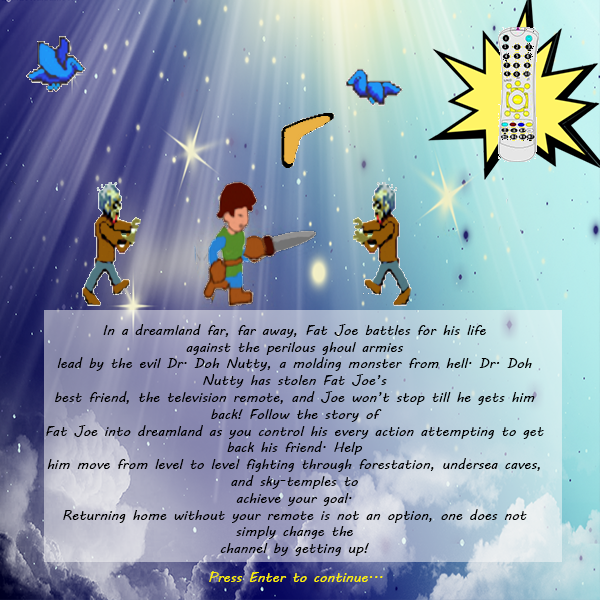 In a dreamland far, far away, Fat Joe battles for his life
against the perilous ghoul armies
lead by the evil Dr. Doh Nutty, a molding monster from hell. Dr. Doh
Nutty has stolen Fat Joe's
best friend, the television remote, and Joe won't stop till he gets him
back! Follow the story of
Fat Joe into dreamland as you control his every action attempting to get
back his friend. Help
him move from level to level fighting through forestation, undersea caves,
and sky-temples to
achieve your goal.
Returning home without your remote is not an option, one does not
simply change the
channel by getting up!
Press Enter to continue...